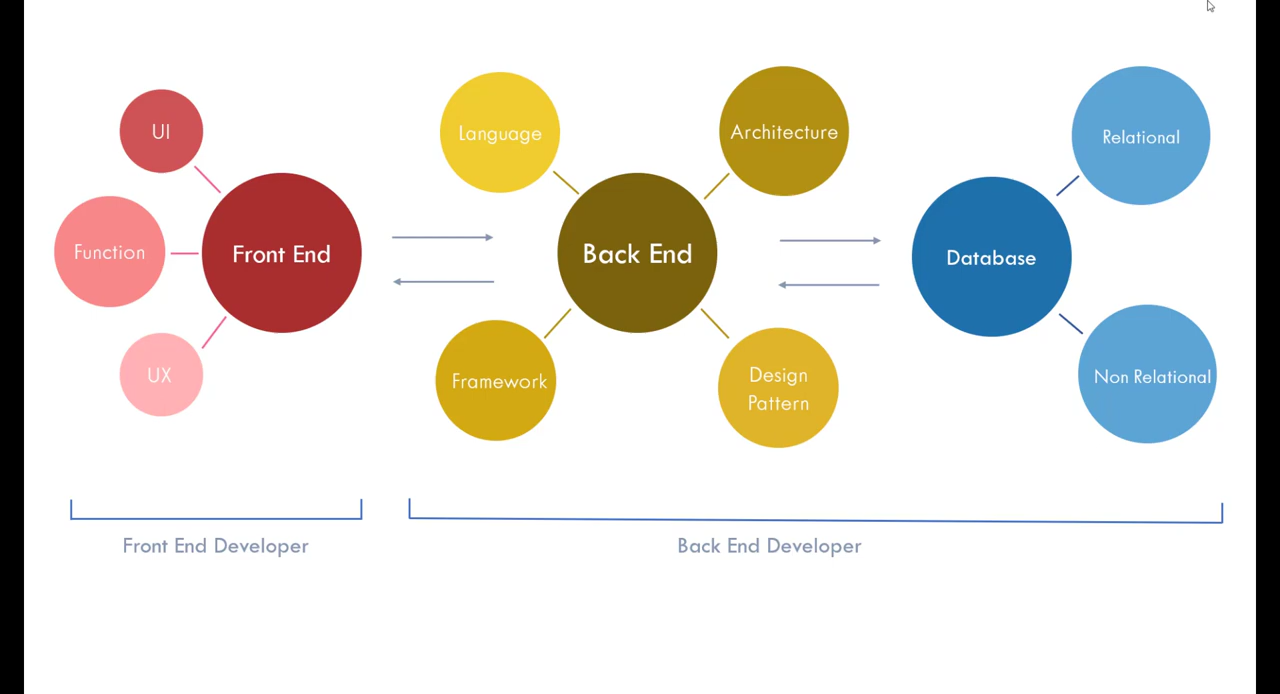 UI
Function
Front End
UX
Language
Architecture
Back End
Framework
Design
Pattern
Relational
Database
Non Relational
Front End Developer
Back End Developer